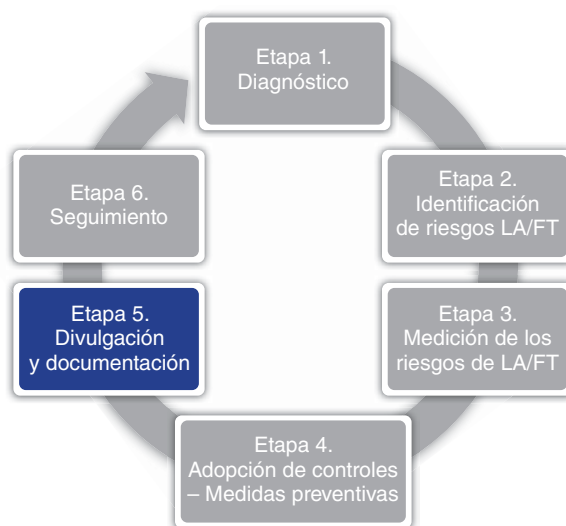 Etapa 1.
Diagnóstico
Etapa 2.
Identificación
de riesgos LA/FT
Etapa 3.
Medición de los
riesgos de LA/FT
Etapa 4.
Adopción de controles
– Medidas preventivas
Etapa 5.
Divulgación
y documentación
Etapa 6.
Seguimiento